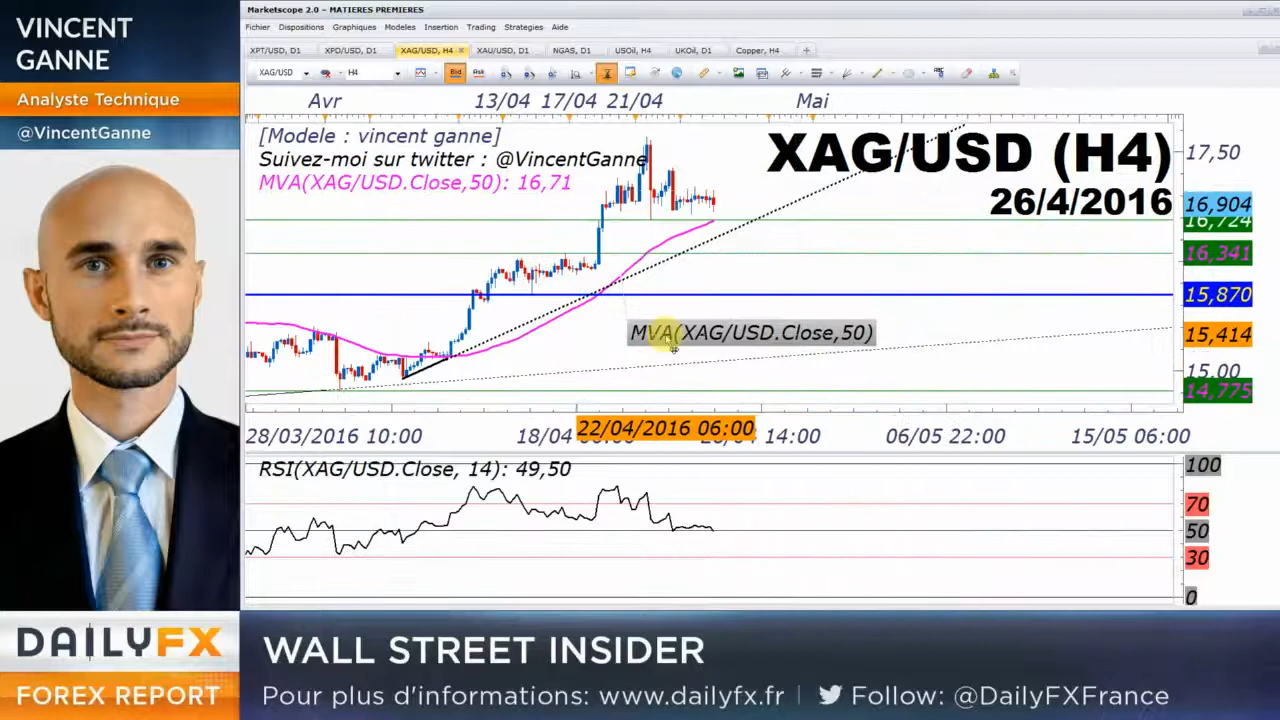 VINCENT
GANNE
Analyste Technique
@VincentGanne
Marketscope 2.0 – MATIERES PREMIERES
Fichier Dispositions Graphiques Modeles Insertion Trading Strategies Aide
XPT/USD, D1 XPD/USD, D1 XAG/USD, H4 XAU/USD, D1 NGAS, D1 USOil, H4 UKOil, D1 Copper, H4
XAG/USD H4 Bid Ask
Avr 13/04 17/04 21/04 Mai
[Modele : vincent ganne]
Suivez-moi sur twitter : @VincentGanne
MVA(XAG/USD.Close,50): 16,71
XAG/USD (H4)
26/4/2016
17,50
16,904
16,724
16,341
15,870
MVA(XAG/USD.Close,50)
15,414
15,00
14,775
28/03/2016 10:00 18/04 22/04/2016 06:00 14:00 06/05 22:00 15/05 06:00
RSI(XAG/USD.Close, 14): 49,50
100
70
50
30
0
DAILYFX
FOREX REPORT
WALL STREET INSIDER
Pour plus d'informations: www.dailyfx.fr | Follow: @DailyFXFrance